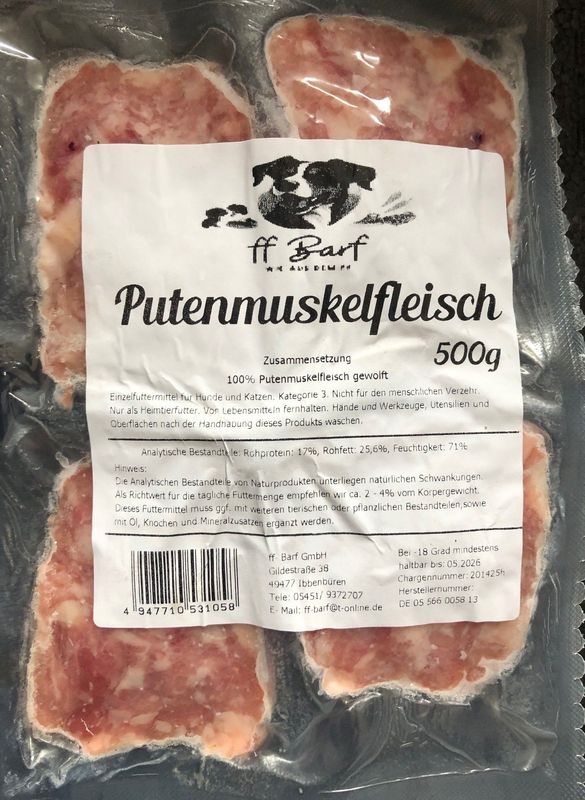 ff Barf
Putenmuskelfleisch
500g
Zusammensetzung
100% Putenmuskelfleisch gewolft
Einzelfuttermittel für Hunde und Katzen. Kategorie 3. Nicht für den menschlichen Verzehr.
Nur als Heimtierfutter. Von Lebensmitteln fernhalten. Hände und Werkzeuge, Utensilien und
Oberflächen nach der Handhabung dieses Produkts waschen.
Analytische Bestandteile: Rohprotein: 17%, Rohfett: 25,6%, Feuchtigkeit: 71%
Hinweis:
Die Analytischen Bestandteile von Naturprodukten unterliegen natürlichen Schwankungen.
Als Richtwert für die tägliche Futtermenge empfehlen wir ca. 2 - 4% vom Körpergewicht.
Dieses Futtermittel muss ggf. mit weiteren tierischen oder pflanzlichen Bestandteilen,sowie
mit Öl, Knochen und Mineralzusätzen ergänzt werden.
4 947710 531058
ff Barf GmbH
Gildestraße 38
49477 Ibbenbüren
Tele: 05451/ 9372707
E- Mail: ff-barf@t-online.de
Bei -18 Grad mindestens
haltbar bis: 05.2026
Chargennummer: 201425h
Herstellernummer:
DE 05 566 0058 13